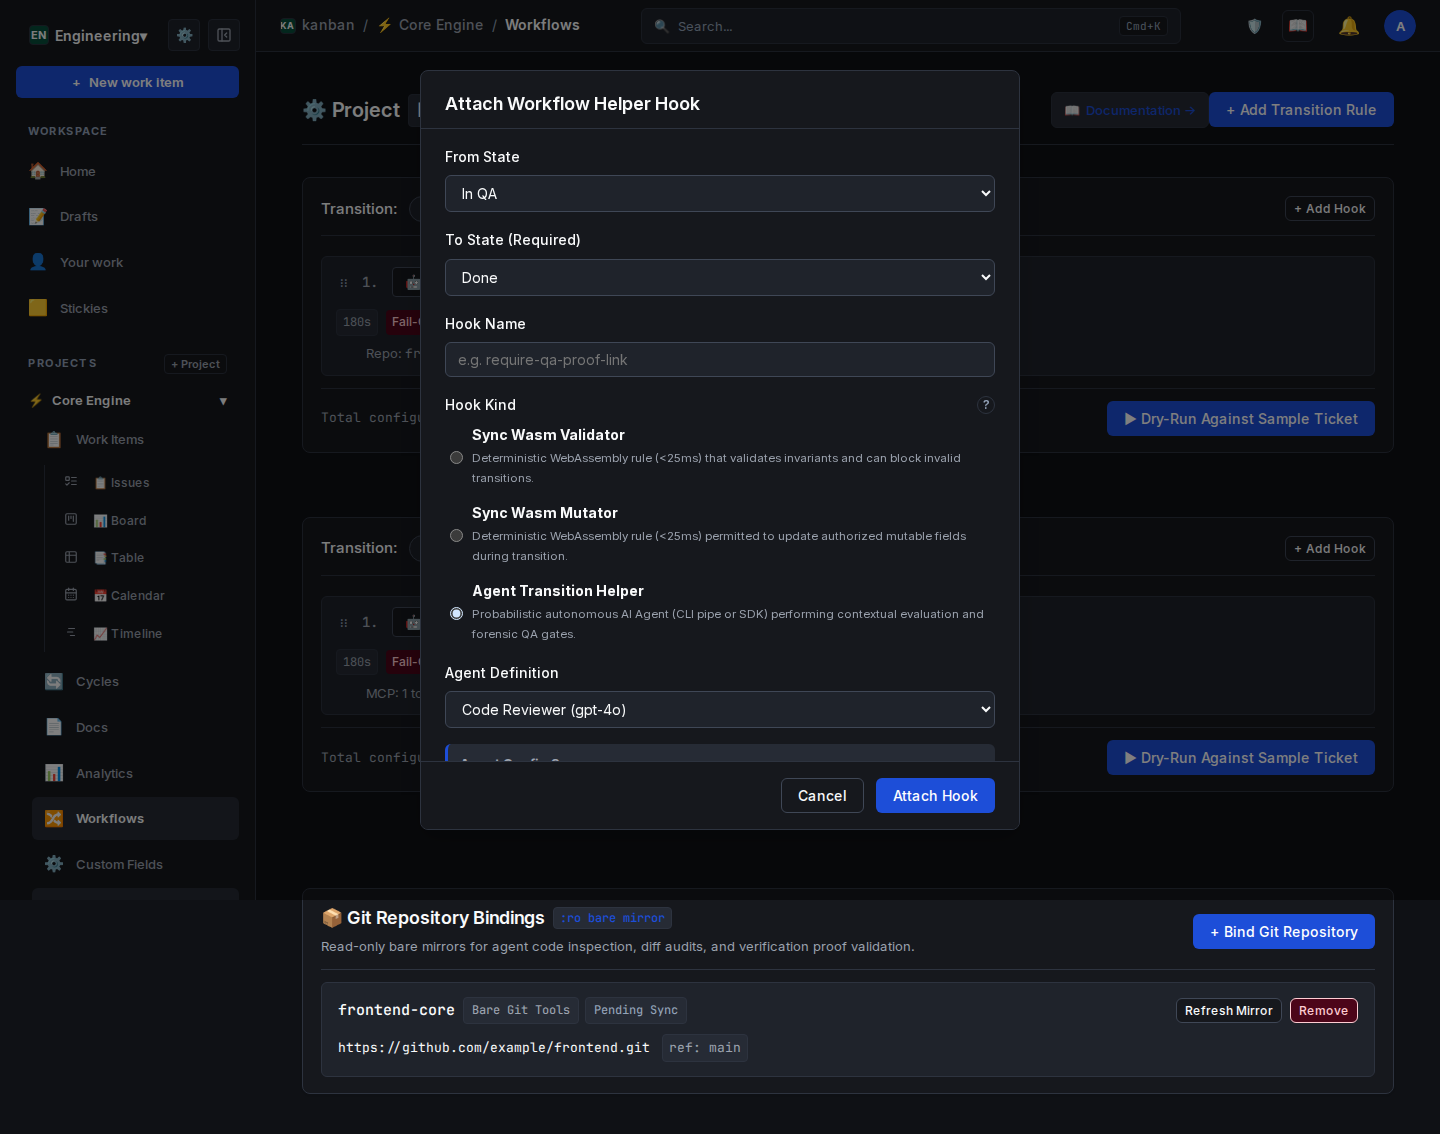 EN Engineering▾
+ New work item
WORKSPACE
Home
Drafts
Your work
Stickies
PROJECTS
+ Project
Core Engine ▾
Work Items
Issues
Board
Table
Calendar
Timeline
Cycles
Docs
Analytics
Workflows
Custom Fields
KA kanban / Core Engine / Workflows
Search...
Cmd+K
A
Project
Documentation →
+ Add Transition Rule
Transition:
+ Add Hook
1.
180s
Repo:
▶ Dry-Run Against Sample Ticket
Transition:
+ Add Hook
1.
180s
MCP: 1
▶ Dry-Run Against Sample Ticket
Attach Workflow Helper Hook
From State
In QA
To State (Required)
Done
Hook Name
e.g. require-qa-proof-link
Hook Kind
?
Sync Wasm Validator
Deterministic WebAssembly rule (<25ms) that validates invariants and can block invalid
transitions.
Sync Wasm Mutator
Deterministic WebAssembly rule (<25ms) permitted to update authorized mutable fields
during transition.
Agent Transition Helper
Probabilistic autonomous AI Agent (CLI pipe or SDK) performing contextual evaluation and
forensic QA gates.
Agent Definition
Code Reviewer (gpt-4o)
Cancel
Attach Hook
Git Repository Bindings
:ro bare mirror
Read-only bare mirrors for agent code inspection, diff audits, and verification proof validation.
+ Bind Git Repository
frontend-core
Bare Git Tools
Pending Sync
Refresh Mirror
Remove
https://github.com/example/frontend.git
ref: main